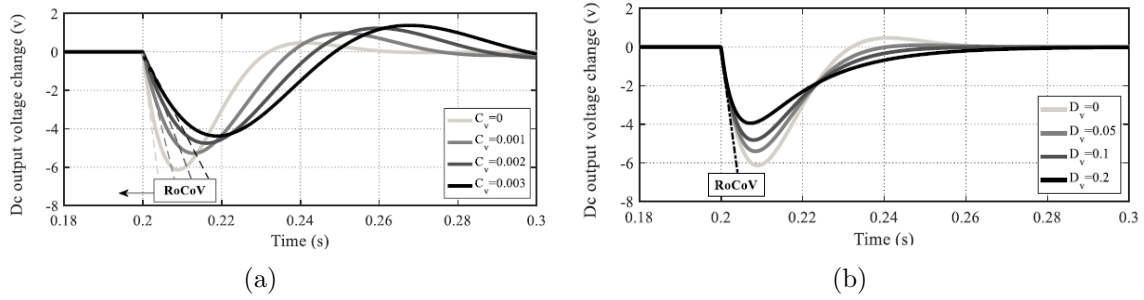 (a)
Dc output voltage change (v)
2
0
-2
-4
-6
-8
C_v=0
C_v=0.001
C_v=0.002
C_v=0.003
RoCoV
0.18
0.2
0.22
0.24
0.26
0.28
0.3
Time (s)
(a)
(b)
Dc output voltage change (v)
2
0
-2
-4
-6
-8
D_v=0
D_v=0.05
D_v=0.1
D_v=0.2
RoCoV
0.18
0.2
0.22
0.24
0.26
0.28
0.3
Time (s)
(b)